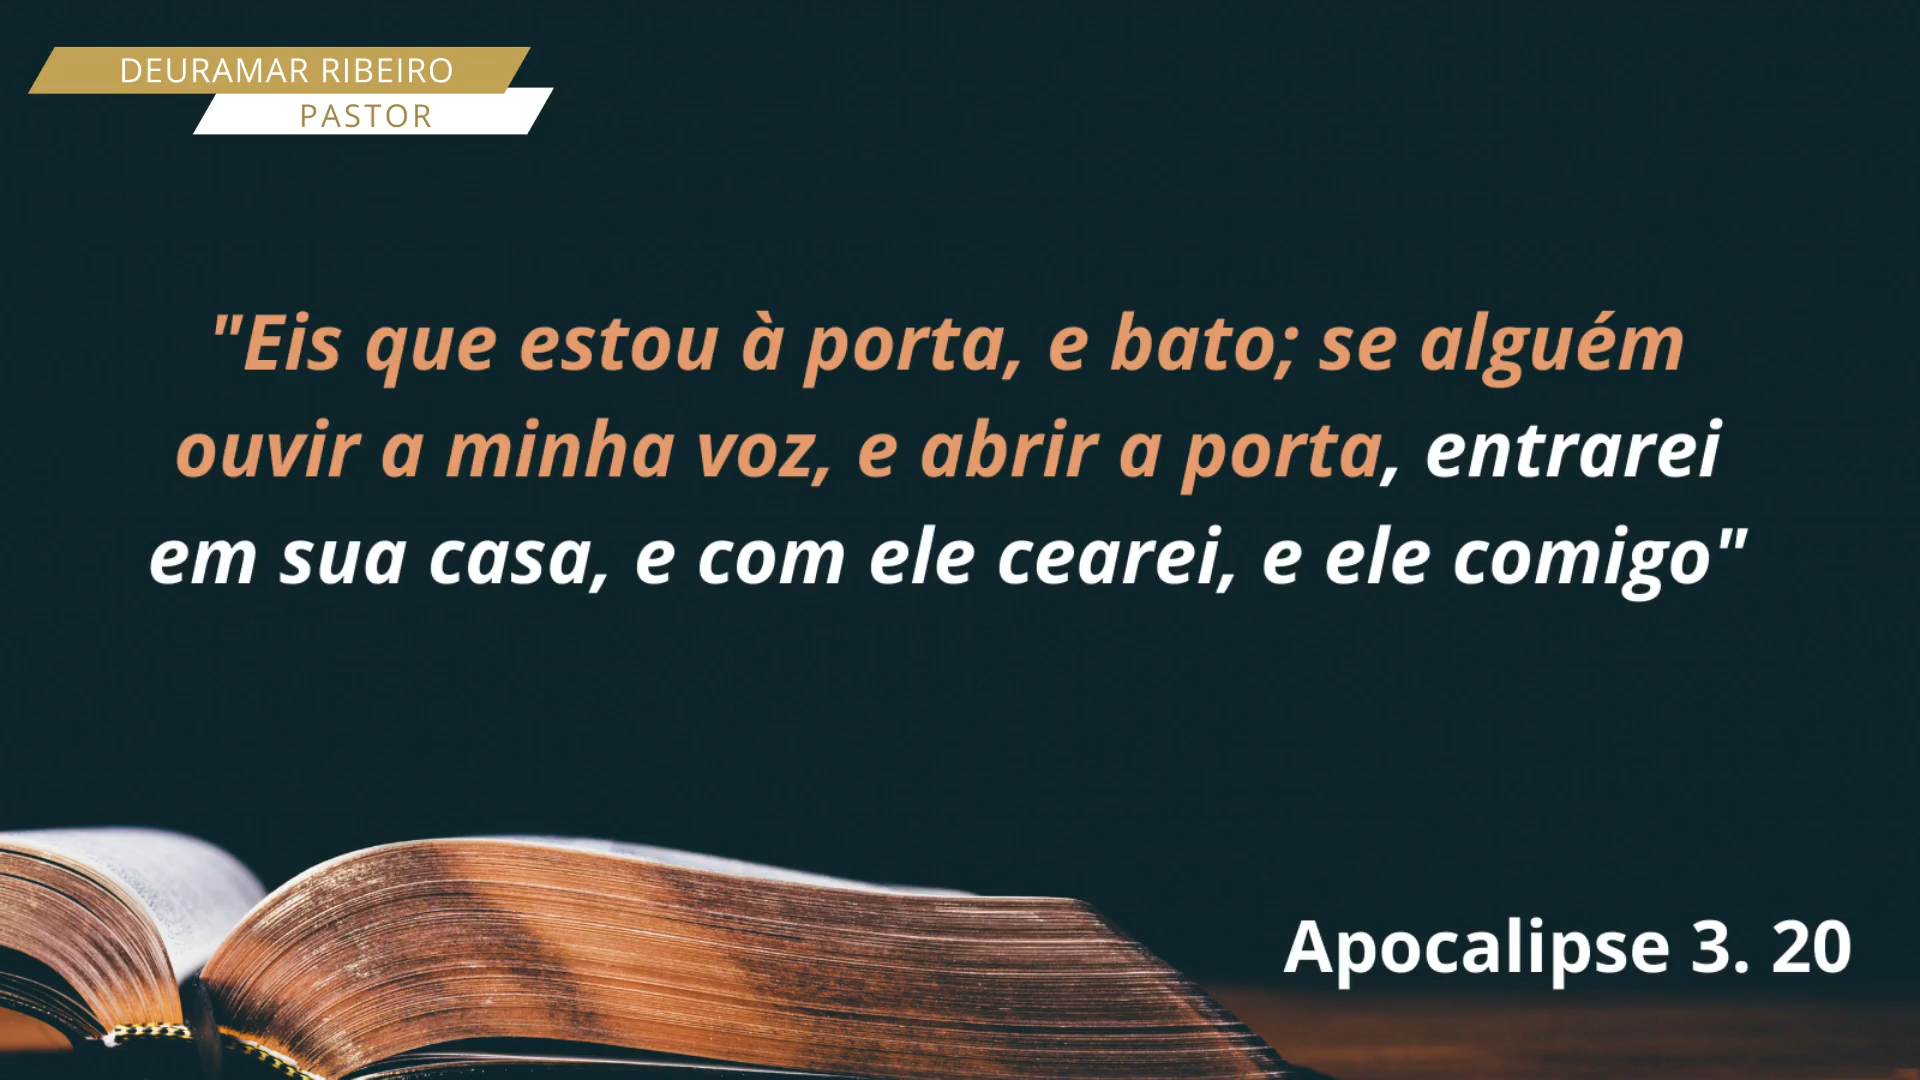 DEURAMAR RIBEIRO
PASTOR
"Eis que estou à porta, e bato; se alguém
ouvir a minha voz, e abrir a porta, entrarei
em sua casa, e com ele cearei, e ele comigo"
Apocalipse 3. 20